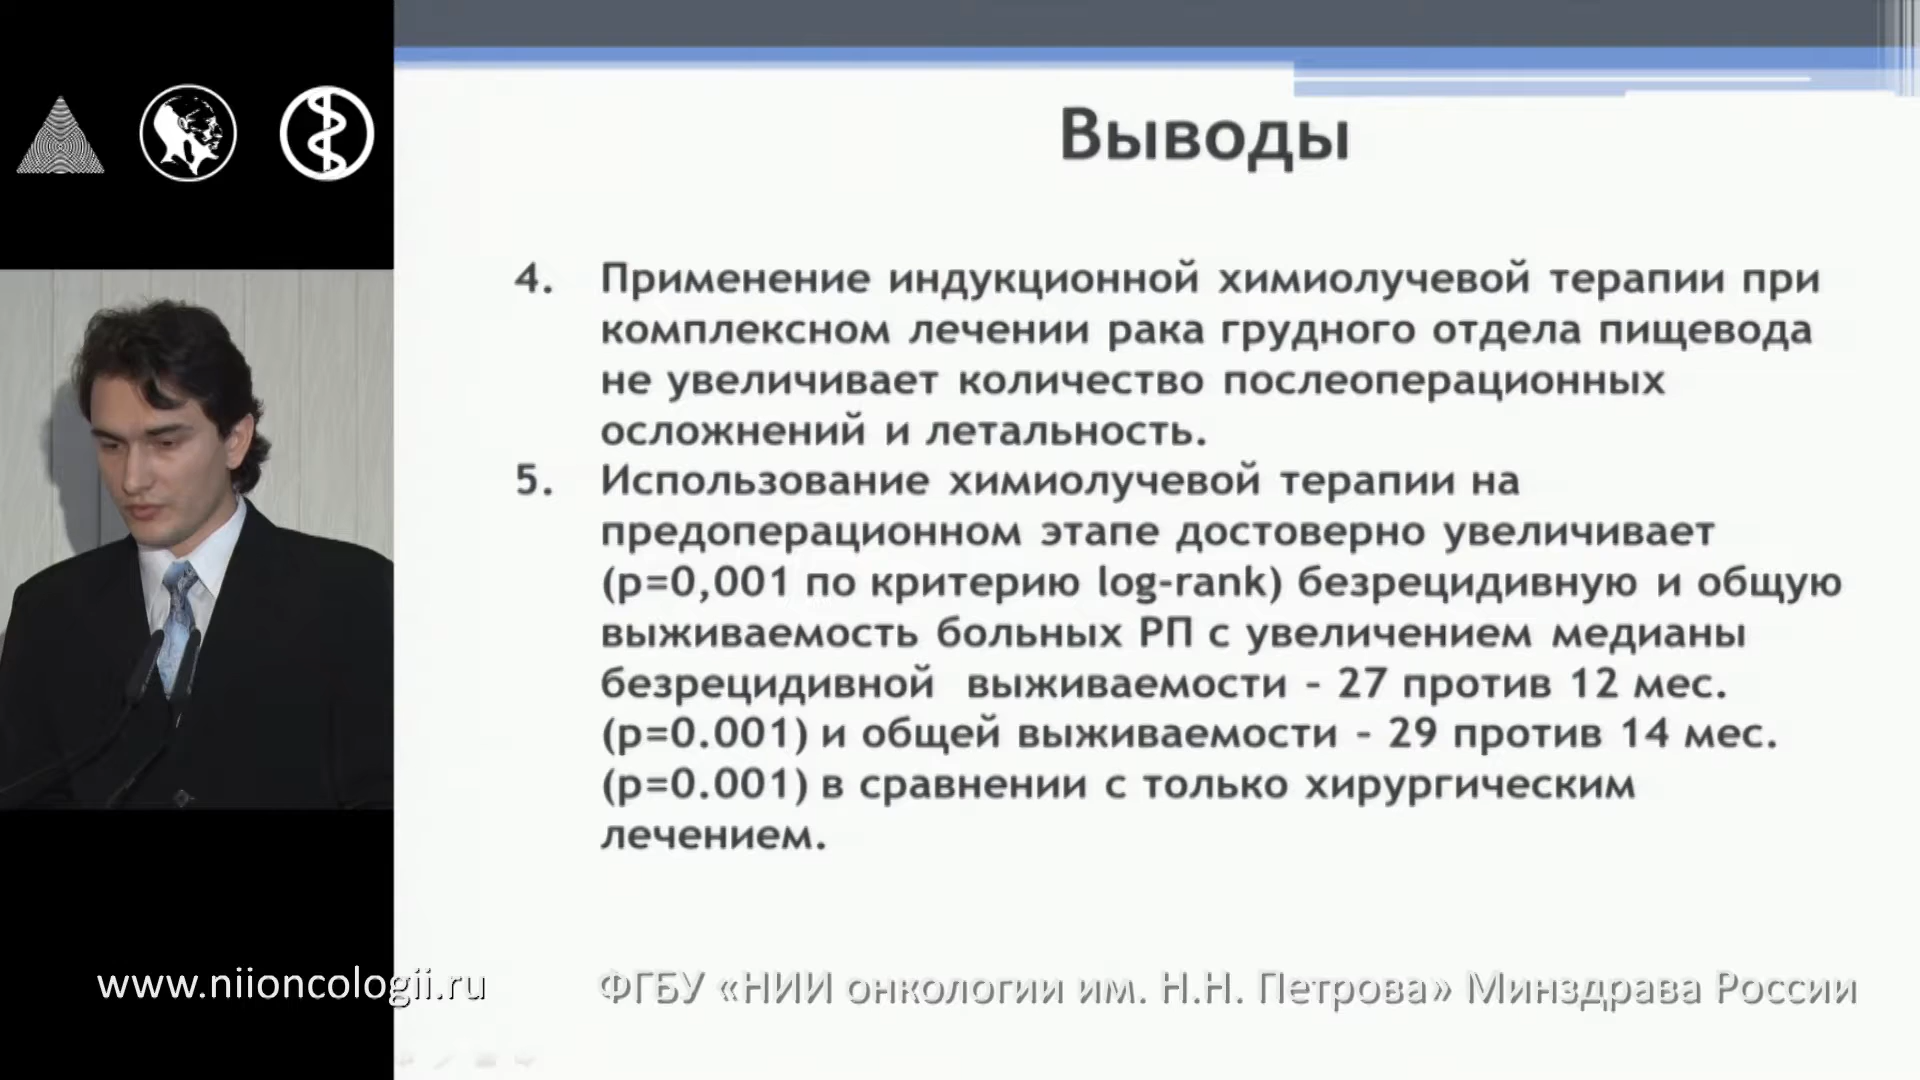 Выводы
4. Применение индукционной химиолучевой терапии при
комплексном лечении рака грудного отдела пищевода
не увеличивает количество послеоперационных
осложнений и летальность.
5. Использование химиолучевой терапии на
предоперационном этапе достоверно увеличивает
(p=0,001 по критерию log-rank) безрецидивную и общую
выживаемость больных РП с увеличением медианы
безрецидивной выживаемости – 27 против 12 мес.
(p=0.001) и общей выживаемости – 29 против 14 мес.
(p=0.001) в сравнении с только хирургическим
лечением.
www.niioncologii.ru
ФГБУ «НИИ онкологии им. Н.Н. Петрова» Минздрава России